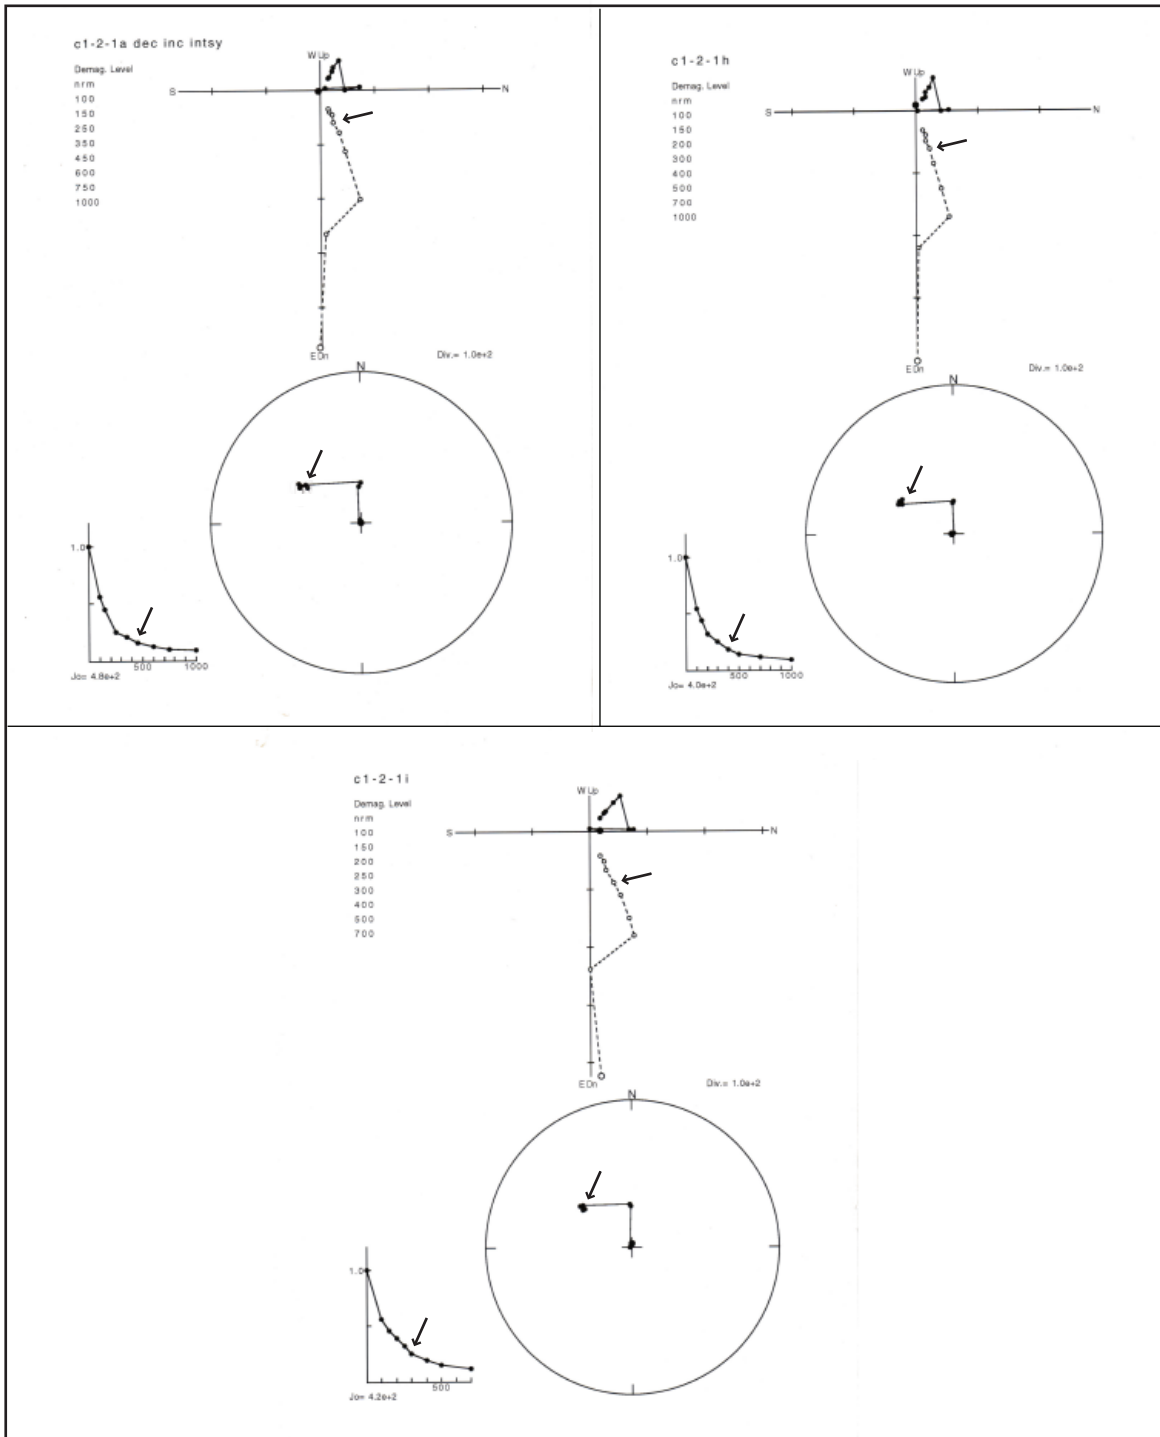 c1-2-1a dec inc intsy
Demag. Level
nrm
100
150
250
350
450
600
750
1000
W Up
S
N
E Dn
Div.= 1.0e+2
N
1.0
500
1000
Jo= 4.8e+2
c1-2-1h
Demag. Level
nrm
100
150
200
300
400
500
700
1000
W Up
S
N
E Dn
Div.= 1.0e+2
N
1.0
500
1000
Jo= 4.0e+2
c1-2-1i
Demag. Level
nrm
100
150
200
250
300
400
500
700
W Up
S
N
E Dn
Div.= 1.0e+2
N
1.0
500
Jo= 4.2e+2